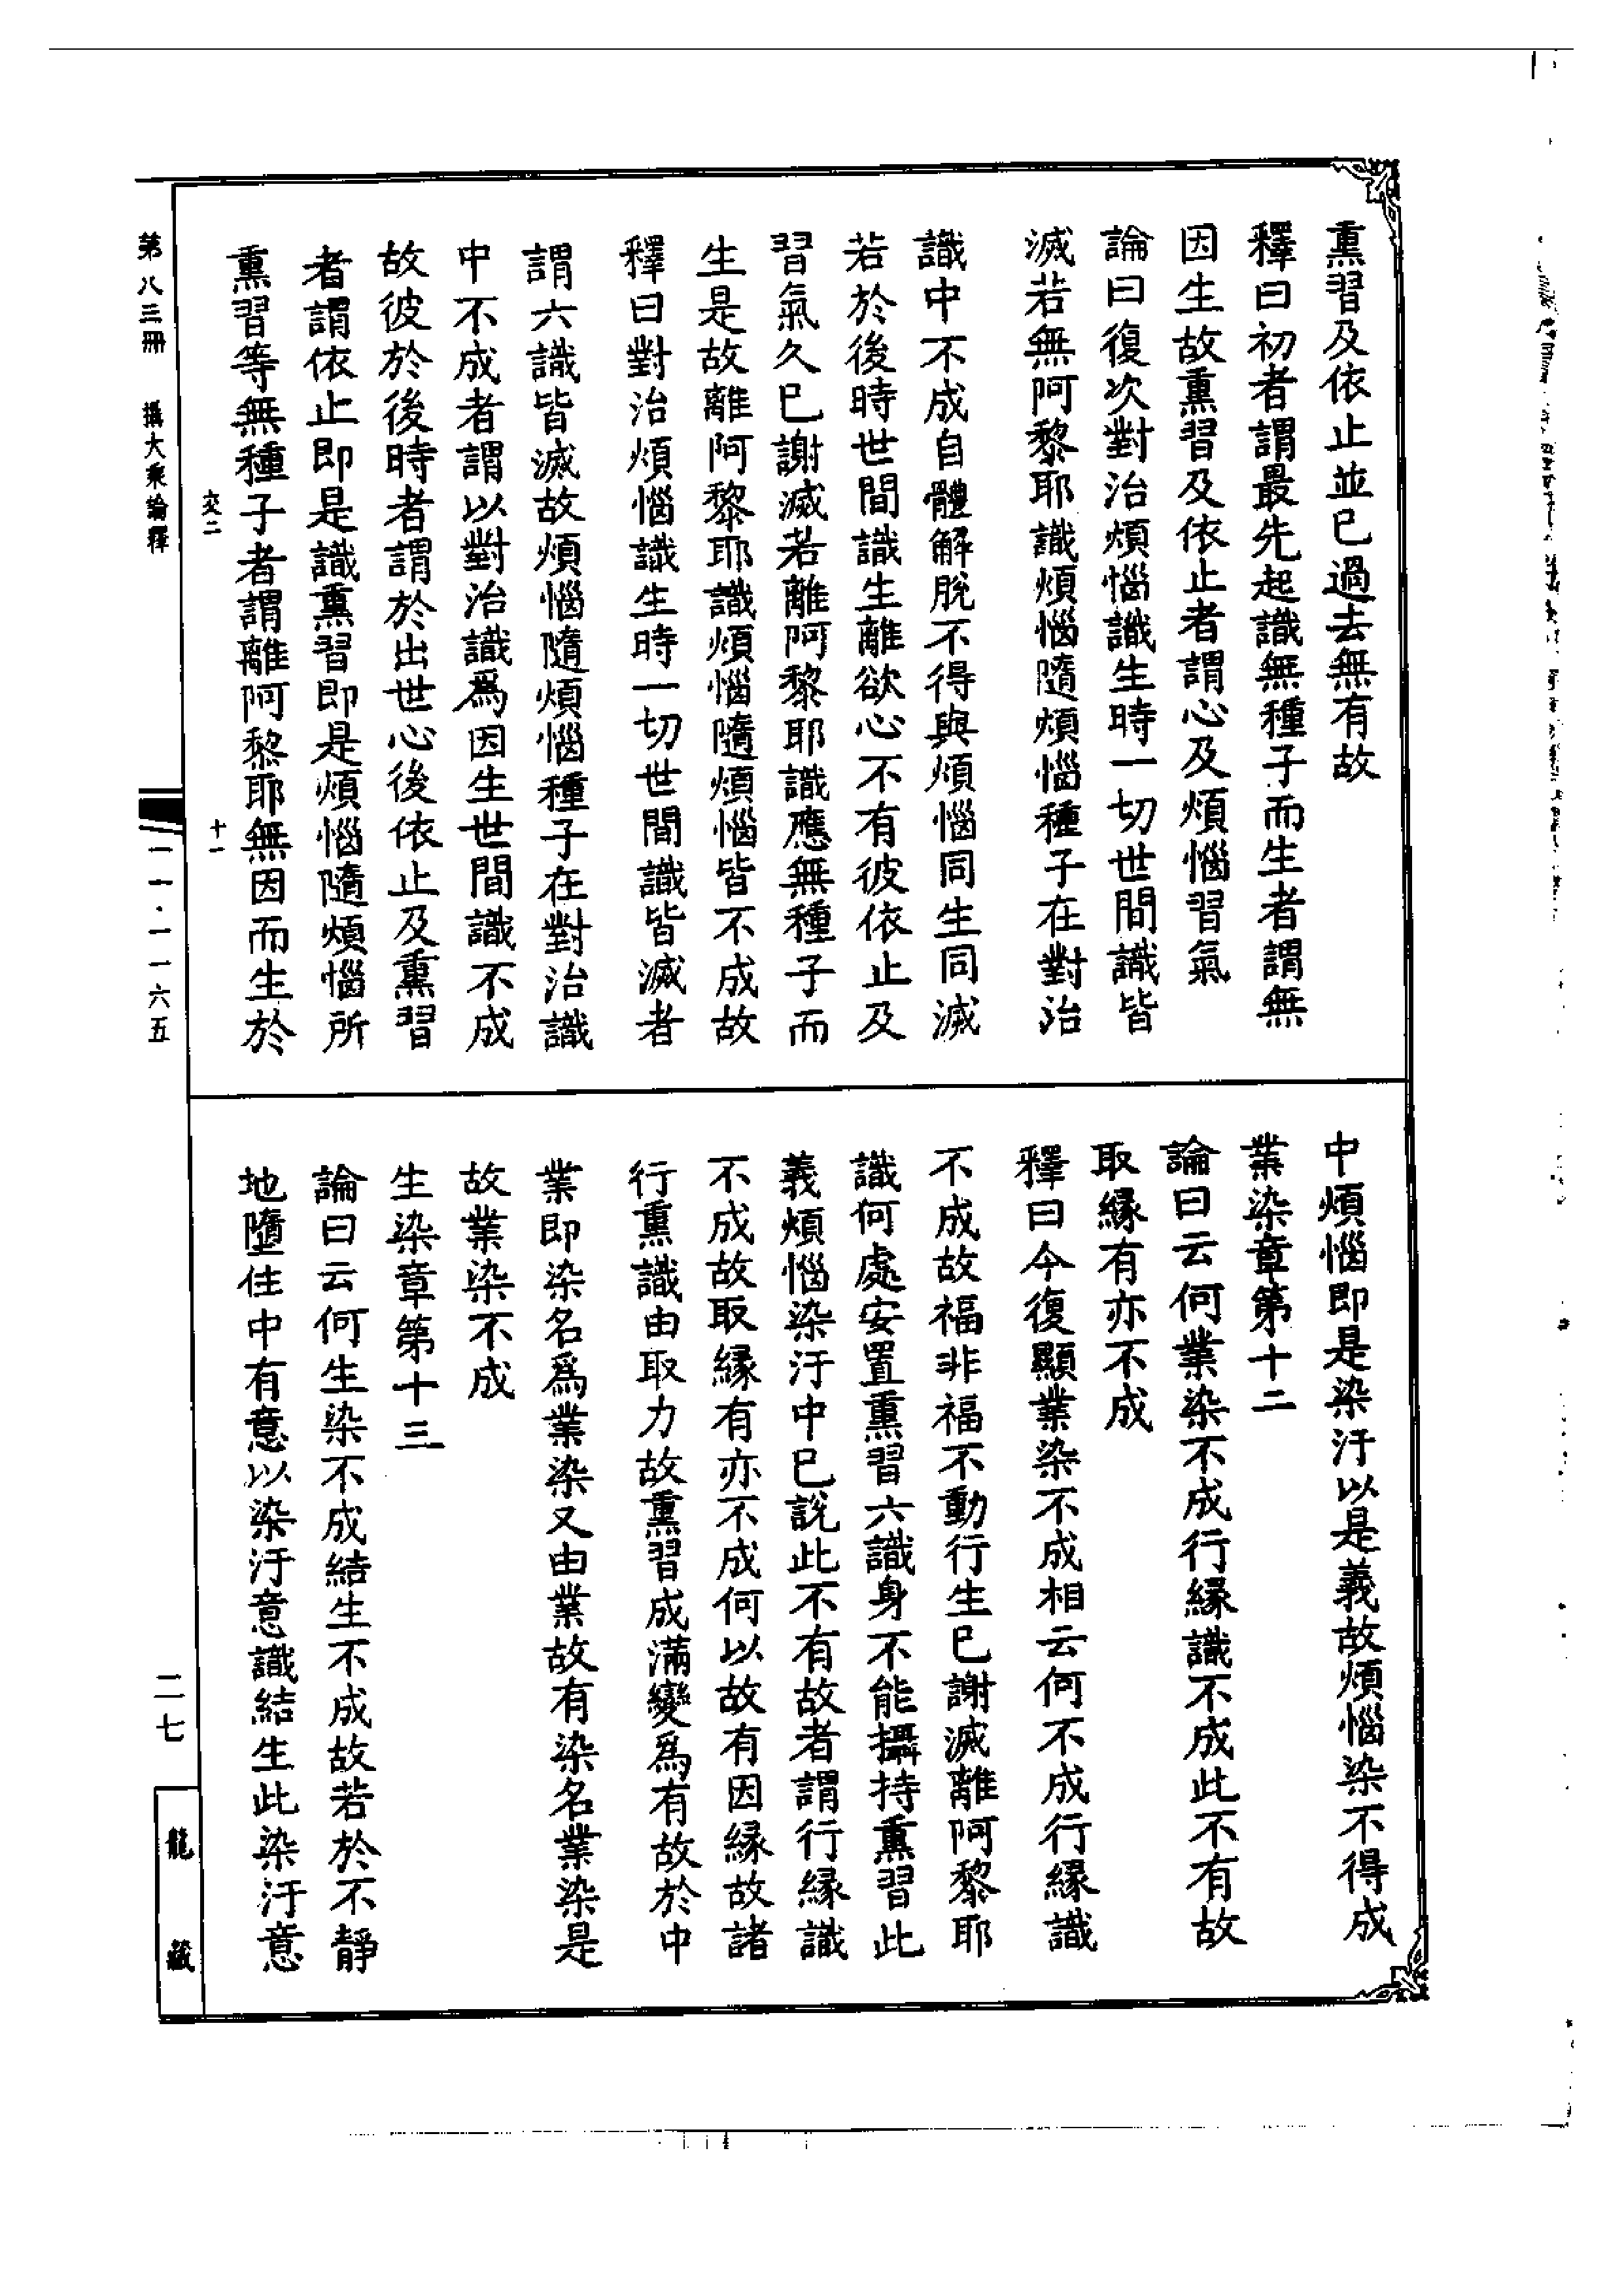 熏習及依止並已過去無有故
釋曰初者謂最先起識無種子而生者謂無
因生故熏習及依止者謂心及煩惱習氣
論曰復次對治煩惱識生時一切世間識皆
滅若無阿黎耶識煩惱隨煩惱種子在對治
識中不成自體解脫不得與煩惱同生同滅
若於後時世間識生離欲心不有彼依止及
習氣久已謝滅若離阿黎耶識應無種子而
生是故離阿黎耶識煩惱隨煩惱皆不成故
釋曰對治煩惱識生時一切世間識皆滅者
謂六識皆滅故煩惱隨煩惱種子在對治識
中不成者謂以對治識爲因生世間識不成
故彼於後時者謂於出世心後依止及熏習
者謂依止即是識熏習即是煩惱隨煩惱所
熏習等無種子者謂離阿黎耶無因而生於
中煩惱即是染汙以是義故煩惱染不得成
業染章第十二
論曰云何業染不成行緣識不成此不有故
取緣有亦不成
釋曰今復顯業染不成相云何不成行緣識
不成故福非福不動行生已謝滅離阿黎耶
識何處安置熏習六識身不能攝持熏習此
義煩惱染汙中已說此不有故者謂行緣識
不成故取緣有亦不成何以故有因緣故諸
行熏識由取力故熏習成滿變爲有故於中
業即染名爲業染又由業故有染名業染是
故業染不成
生染章第十三
論曰云何生染不成結生不成故若於不靜
地墮住中有意以染汙意識結生此染汙意
交二
十一
第八三冊
攝大乘論釋
一一·一一六五
二七
龍藏